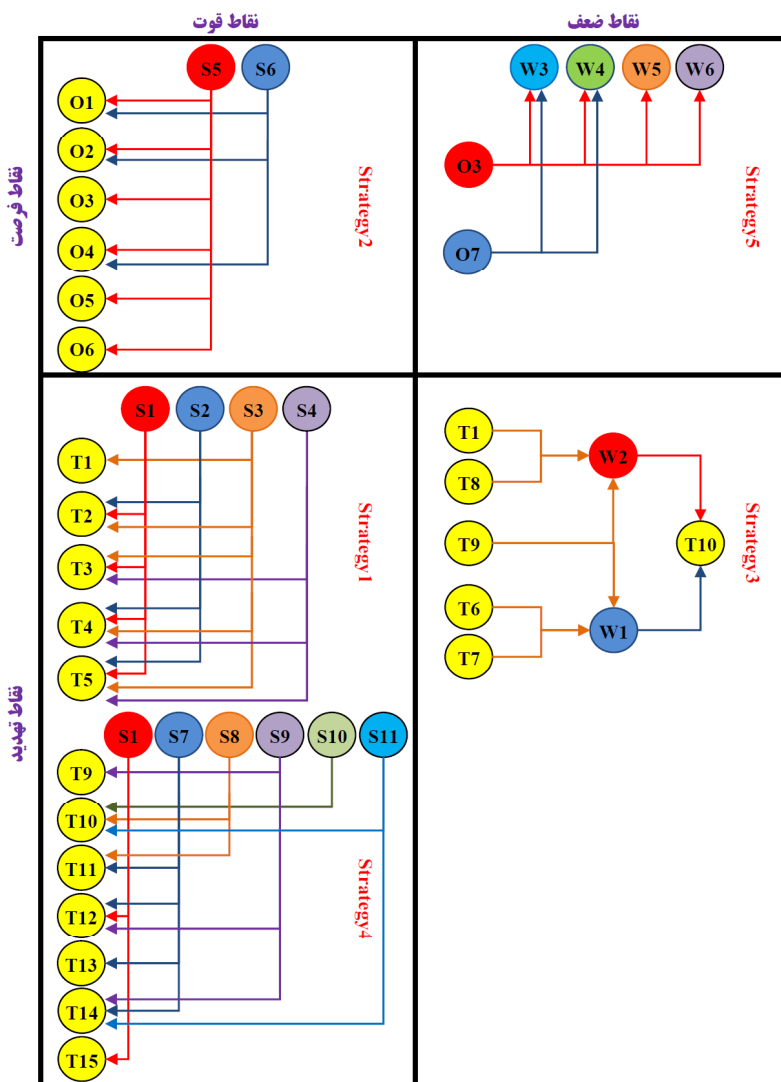 نقاط قوت
نقاط ضعف
نقاط فرصت
S5 S6
O1
O2
O3
O4
O5
O6
Strategy2
W3 W4 W5 W6
O3
O7
Strategy5
نقاط تهدید
S1 S2 S3 S4
T1
T2
T3
T4
T5
Strategy1
S1 S7 S8 S9 S10 S11
T9
T10
T11
T12
T13
T14
T15
Strategy4
T1
T8
T9
T6
T7
W2
W1
T10
Strategy3